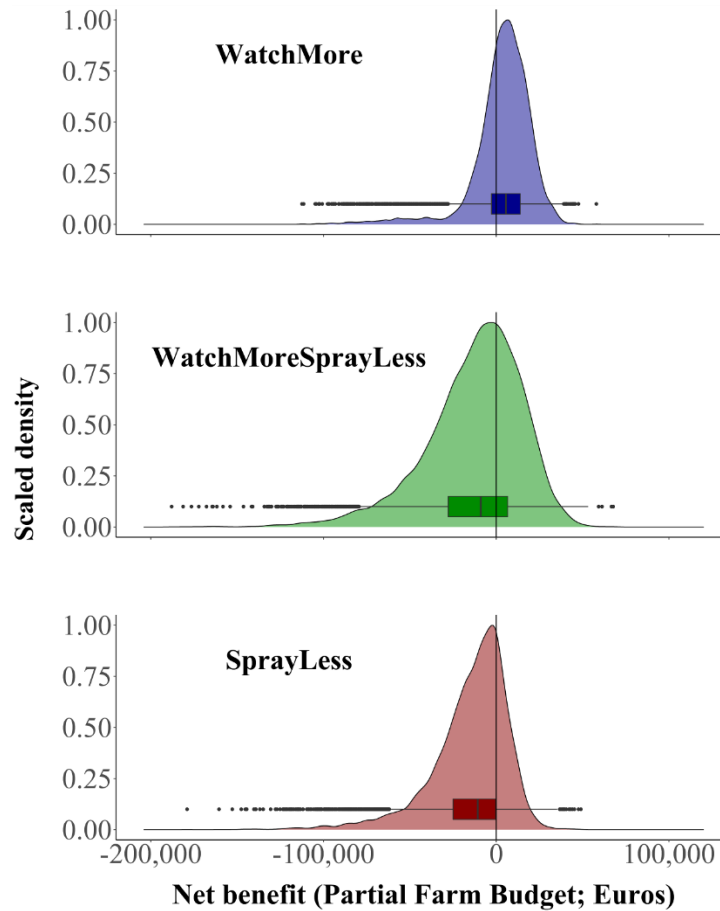 1.00
WatchMore
0.75
0.50
0.25
0.00
1.00
WatchMoreSprayLess
0.75
0.50
0.25
0.00
Scaled density
1.00
SprayLess
0.75
0.50
0.25
0.00
-200,000 -100,000 0 100,000
Net benefit (Partial Farm Budget; Euros)